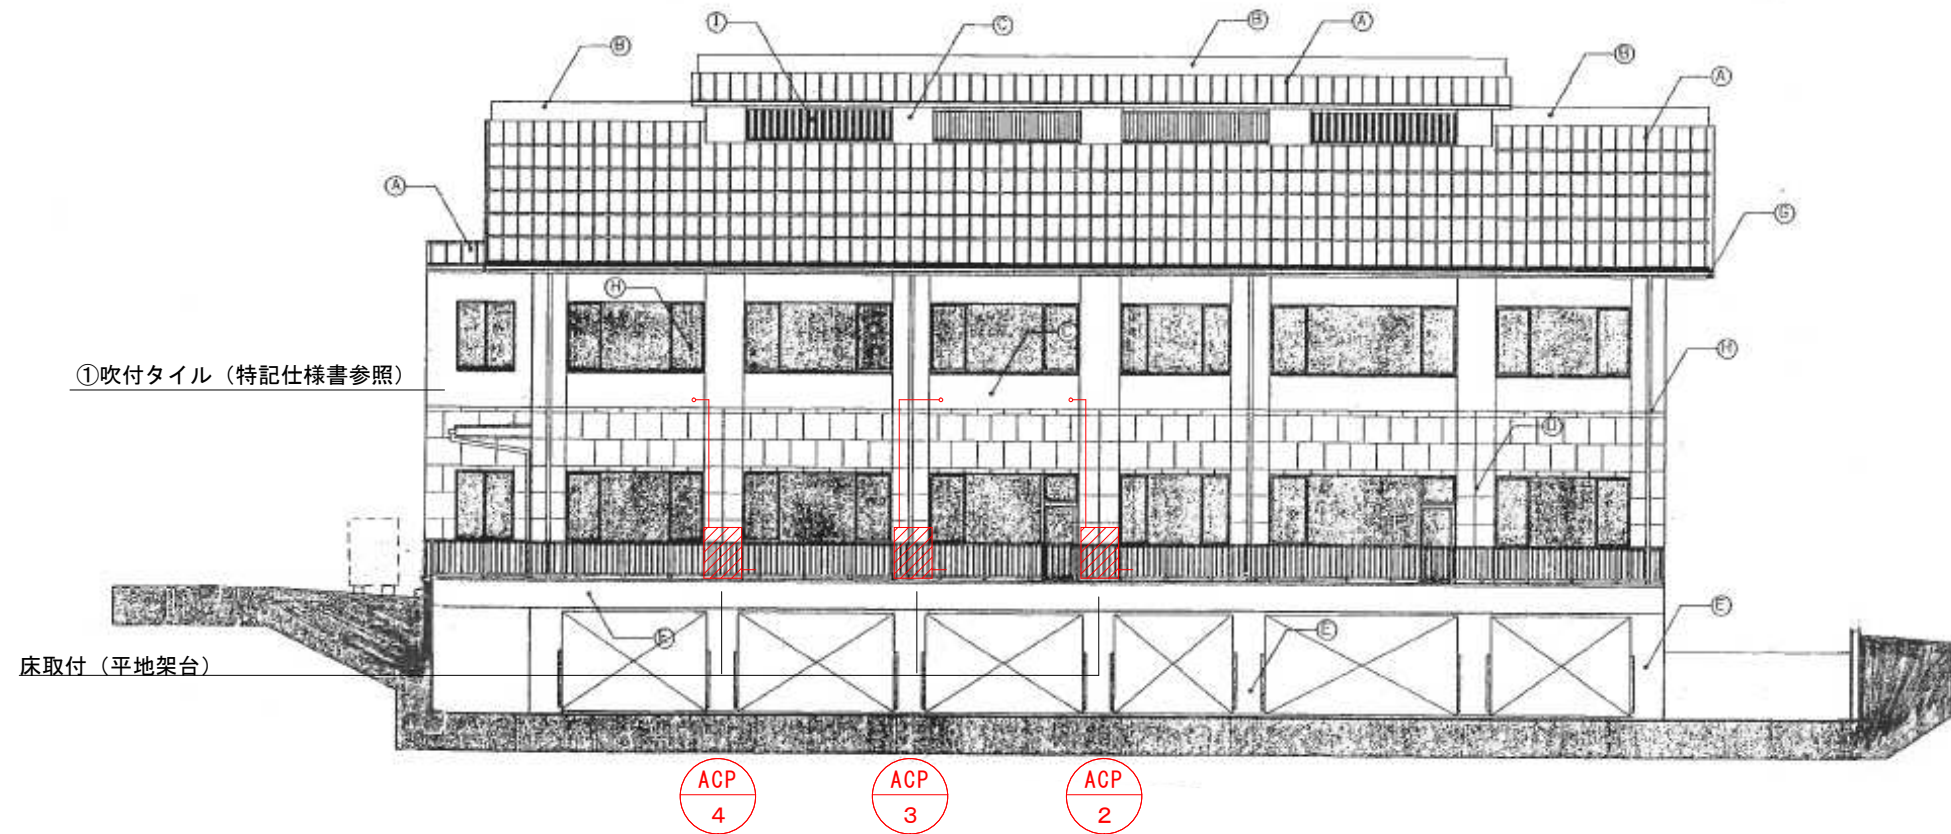 Ⓘ Ⓒ Ⓑ Ⓐ
Ⓑ Ⓑ Ⓐ
Ⓐ Ⓖ
Ⓗ Ⓒ Ⓗ
①吹付タイル（特記仕様書参照）
Ⓓ
Ⓔ Ⓔ Ⓔ
床取付（平地架台）
ACP
4
ACP
3
ACP
2